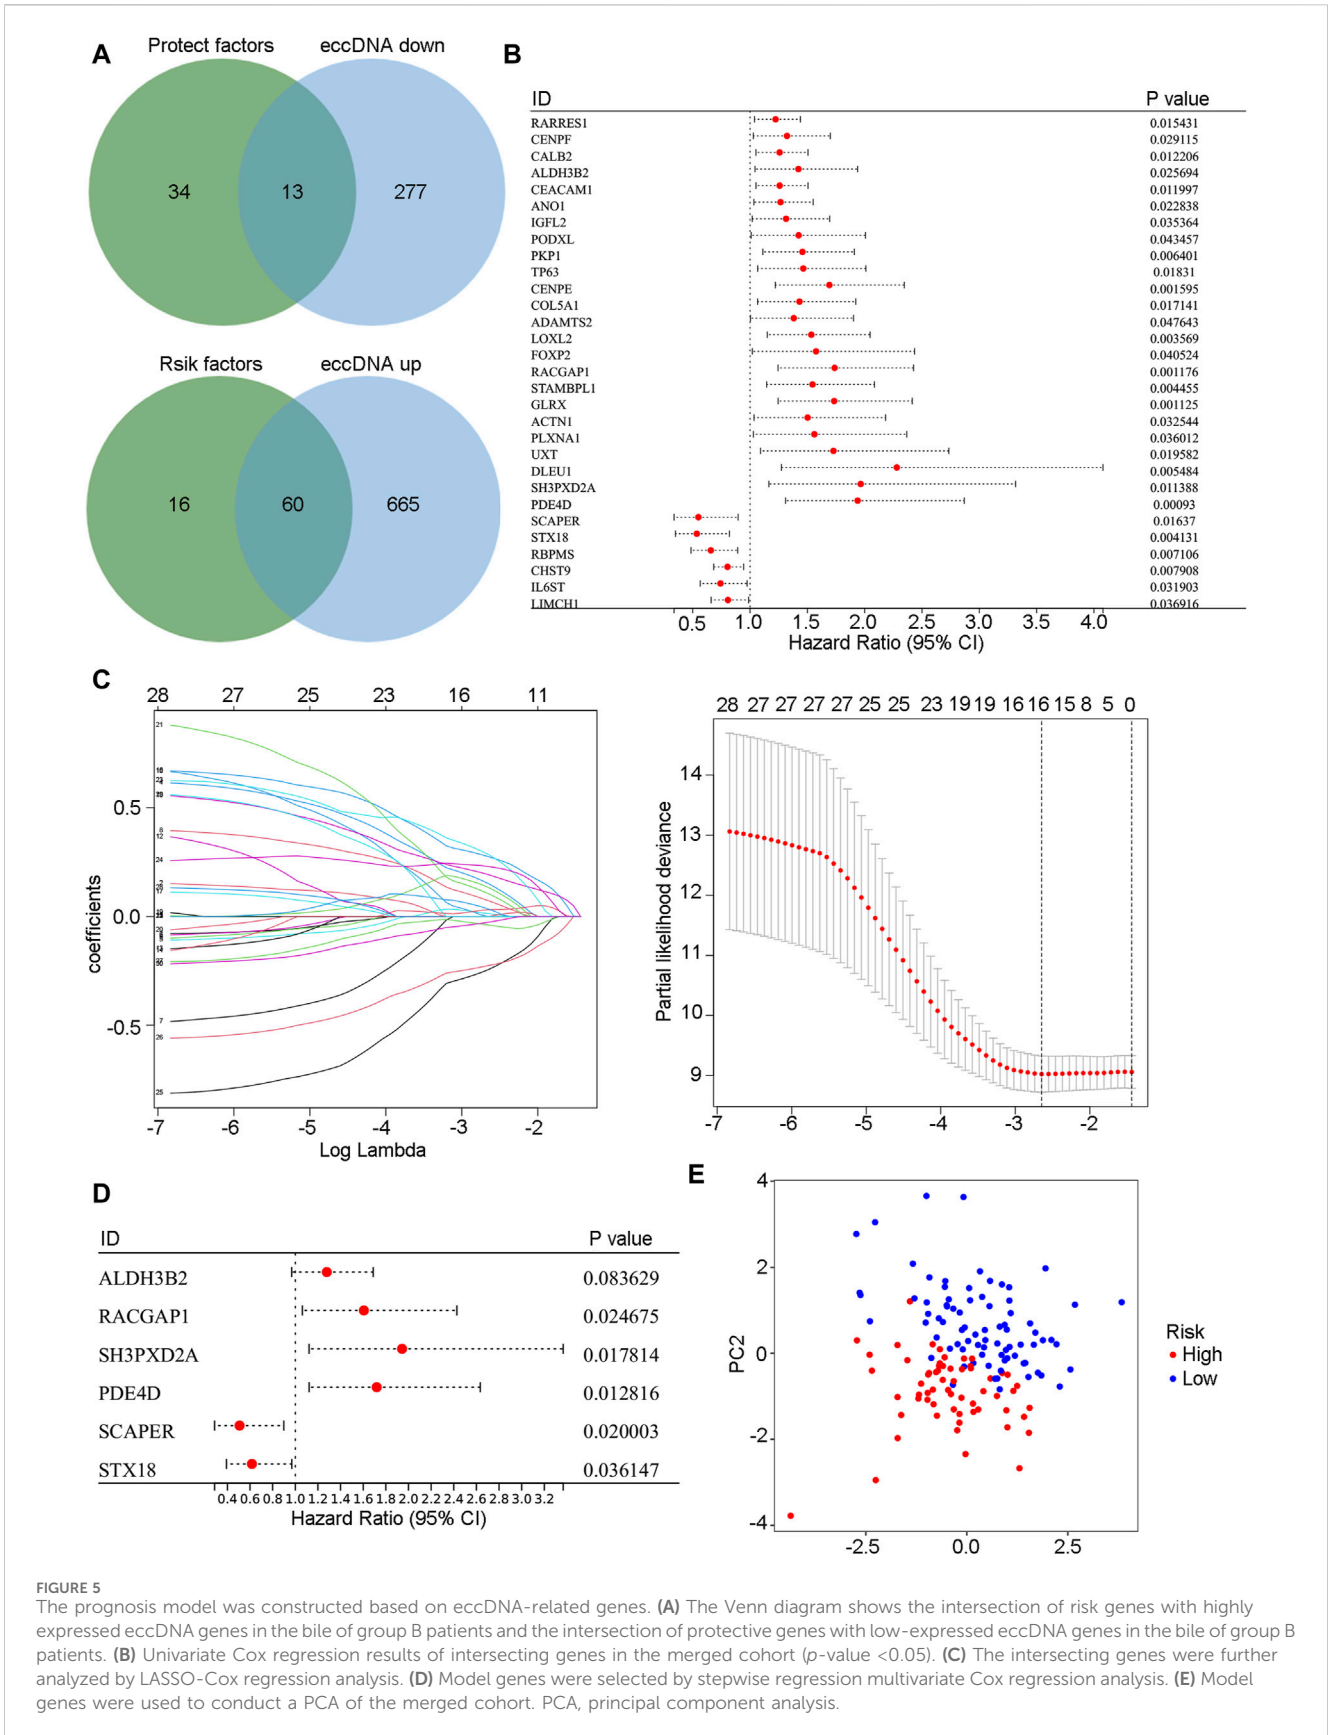 A
Protect factors
eccDNA down
34
13
277
Rsik factors
eccDNA up
16
60
665
B
ID P value
RARRES1 0.015431
CENPF 0.029115
CALB2 0.012206
ALDH3B2 0.025694
CEACAM1 0.011997
ANO1 0.022838
IGFL2 0.035364
PODXL 0.043457
PKP1 0.006401
TP63 0.01831
CENPE 0.001595
COL5A1 0.017141
ADAMTS2 0.047643
LOXL2 0.003569
FOXP2 0.040524
RACGAP1 0.001176
STAMBPL1 0.004455
GLRX 0.001125
ACTN1 0.032544
PLXNA1 0.036012
UXT 0.019582
DLEU1 0.005484
SH3PXD2A 0.011388
PDE4D 0.00093
SCAPER 0.01637
STX18 0.004131
RBPMS 0.007106
CHST9 0.007908
IL6ST 0.031903
LIMCH1 0.036916
0.5 1.0 1.5 2.0 2.5 3.0 3.5 4.0
Hazard Ratio (95% CI)
C
28 27 25 23 16 11
0.5
0.0
-0.5
coefficients
21
6
12
24
2
17
20
7
26
25
-7 -6 -5 -4 -3 -2
Log Lambda
28 27 27 27 27 25 25 23 19 19 16 16 15 8 5 0
14
13
12
11
10
9
Partial likelihood deviance
-7 -6 -5 -4 -3 -2
D
ID P value
ALDH3B2 0.083629
RACGAP1 0.024675
SH3PXD2A 0.017814
PDE4D 0.012816
SCAPER 0.020003
STX18 0.036147
0.4 0.6 0.8 1.0 1.2 1.4 1.6 1.8 2.0 2.2 2.4 2.6 2.8 3.0 3.2
Hazard Ratio (95% CI)
E
4
2
0
-2
-4
PC2
-2.5 0.0 2.5
Risk
High
Low
FIGURE 5
The prognosis model was constructed based on eccDNA-related genes. (A) The Venn diagram shows the intersection of risk genes with highly
expressed eccDNA genes in the bile of group B patients and the intersection of protective genes with low-expressed eccDNA genes in the bile of group B
patients. (B) Univariate Cox regression results of intersecting genes in the merged cohort (p-value <0.05). (C) The intersecting genes were further
analyzed by LASSO-Cox regression analysis. (D) Model genes were selected by stepwise regression multivariate Cox regression analysis. (E) Model
genes were used to conduct a PCA of the merged cohort. PCA, principal component analysis.